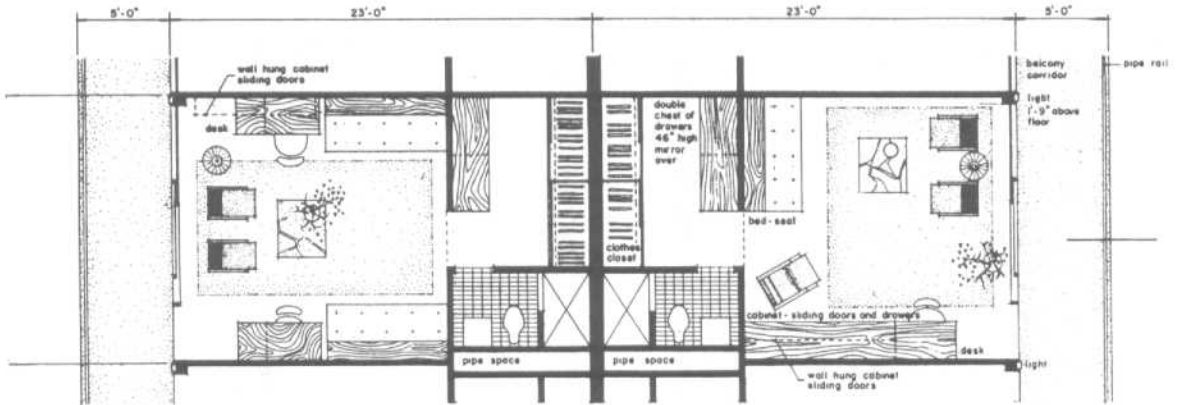 5'-0"
23'-0"
23'-0"
5'-0"
wall hung cabinet
sliding doors
desk
double
chest of
drawers
46" high
mirror
over
balcony
corridor
pipe rail
light
1'-9" above
floor
bed-seat
clothes
closet
cabinet - sliding doors and drawers
pipe space
pipe space
desk
light
wall hung cabinet
sliding doors